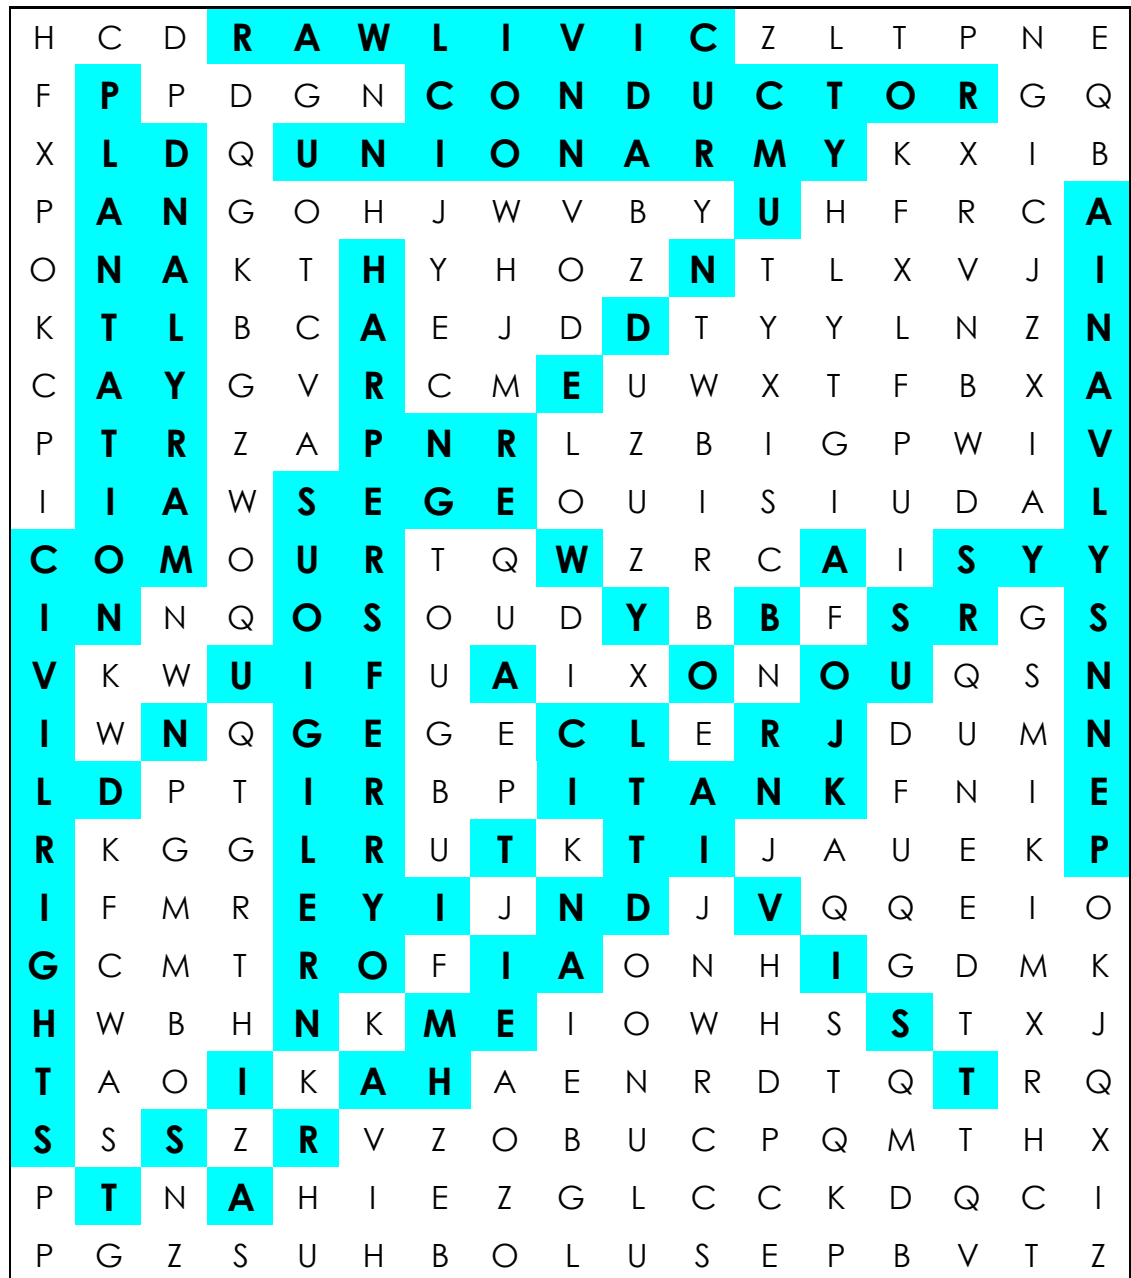 H C D R A W L I V I C Z L T P N E
F P P D G N C O N D U C T O R G Q
X L D Q U N I O N A R M Y K X I B
P A N G O H J W V B Y U H F R C A
O N A K T H Y H O Z N T L X V J I
K T L B C A E J D D T Y Y L N Z N
C A Y G V R C M E U W X T F B X A
P T R Z A P N R L Z B I G P W I V
I I A W S E G E O U I S I U D A L
C O M O U R T Q W Z R C A I S Y Y
I N N Q O S O U D Y B B F S R G S
V K W U I F U A I X O N O U Q S N
I W N Q G E G E C L E R J D U M N
L D P T I R B P I T A N K F N I E
R K G G L R U T K T I J A U E K P
I F M R E Y I J N D J V Q Q E I O
G C M T R O F I A O N H I G D M K
H W B H N K M E I O W H S S T X J
T A O I K A H A E N R D T Q T R Q
S S S Z R V Z O B U C P Q M T H X
P T N A H I E Z G L C C K D Q C I
P G Z S U H B O L U S E P B V T Z